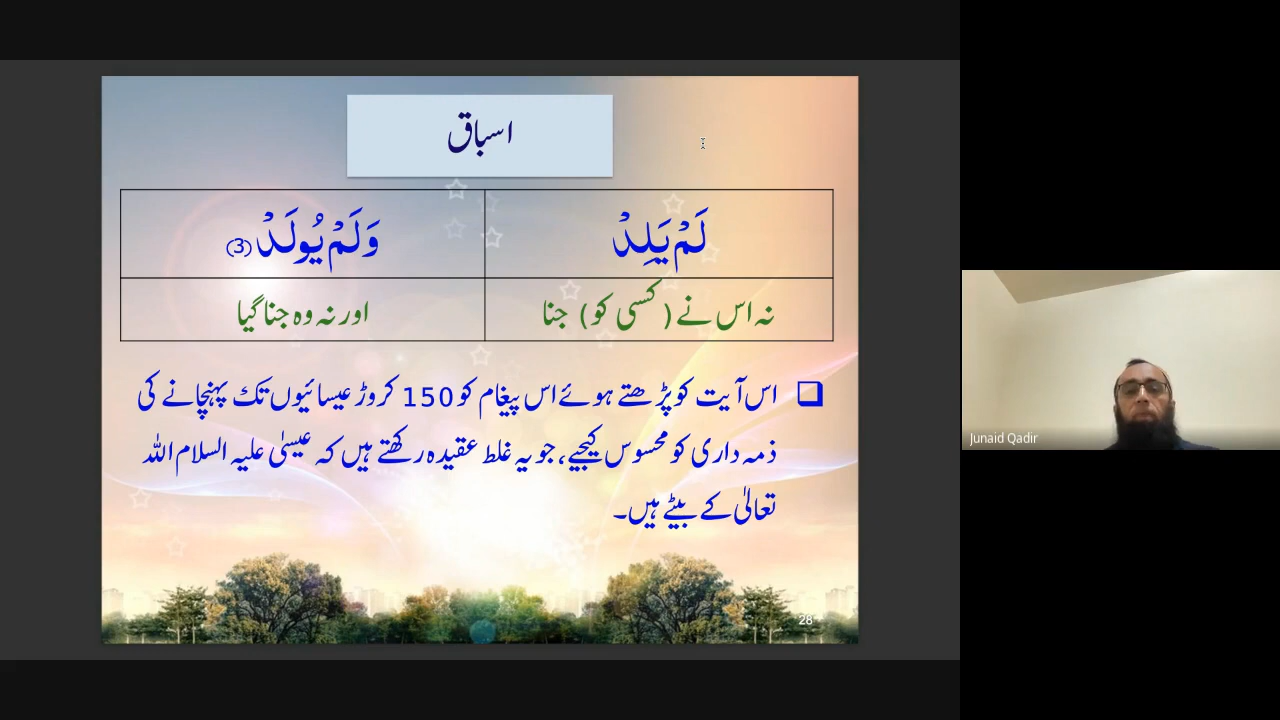 اسباق
لَمْ يَلِدْ وَلَمْ يُولَدْ (3)
نہ اس نے (کسی کو) جنا اور نہ وہ جنا گیا
اس آیت کو پڑھتے ہوئے اس پیغام کو 150 کروڑ عیسائیوں تک پہنچانے کی
ذمہ داری کو محسوس کیجیے، جو یہ غلط عقیدہ رکھتے ہیں کہ عیسیٰ علیہ السلام اللہ
تعالیٰ کے بیٹے ہیں۔
28
Junaid Qadir